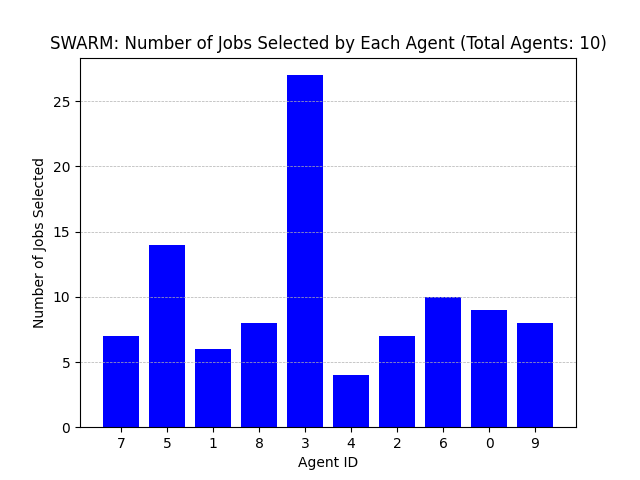 SWARM: Number of Jobs Selected by Each Agent (Total Agents: 10)
Number of Jobs Selected
25
20
15
10
5
0
7 5 1 8 3 4 2 6 0 9
Agent ID